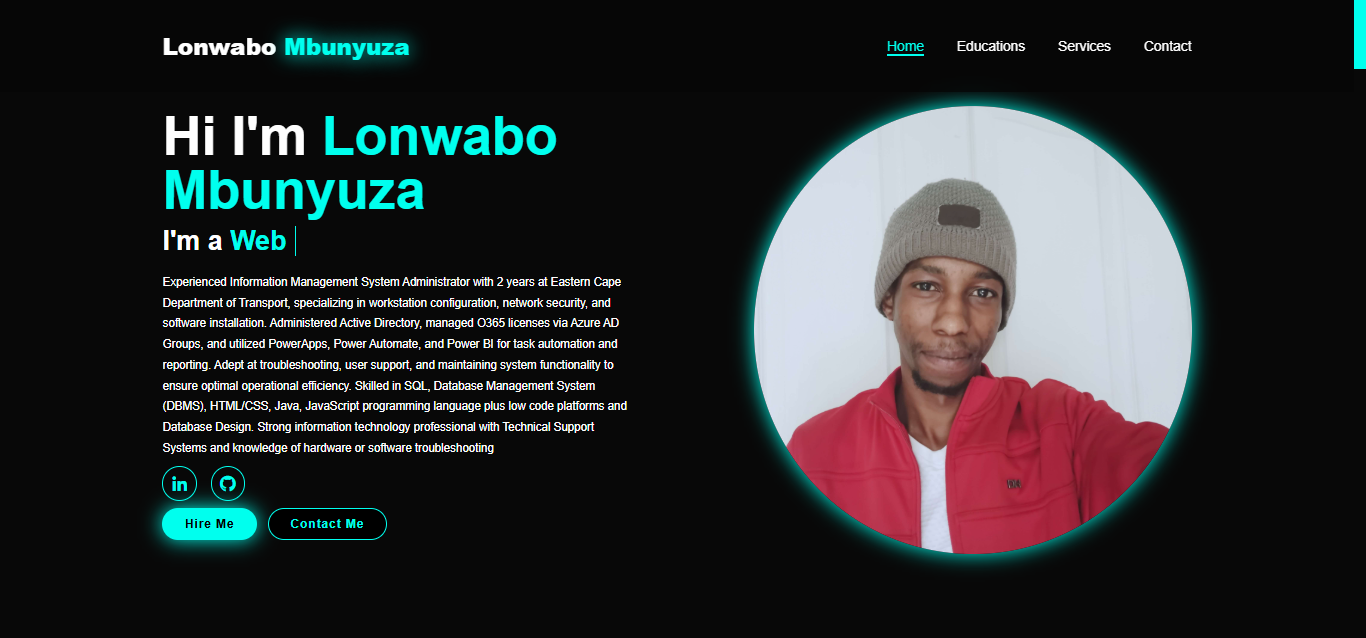 Lonwabo Mbunyuza
Home Educations Services Contact
Hi I'm Lonwabo
Mbunyuza
I'm a Web
Experienced Information Management System Administrator with 2 years at Eastern Cape
Department of Transport, specializing in workstation configuration, network security, and
software installation. Administered Active Directory, managed O365 licenses via Azure AD
Groups, and utilized PowerApps, Power Automate, and Power BI for task automation and
reporting. Adept at troubleshooting, user support, and maintaining system functionality to
ensure optimal operational efficiency. Skilled in SQL, Database Management System
(DBMS), HTML/CSS, Java, JavaScript programming language plus low code platforms and
Database Design. Strong information technology professional with Technical Support
Systems and knowledge of hardware or software troubleshooting
in
Hire Me Contact Me